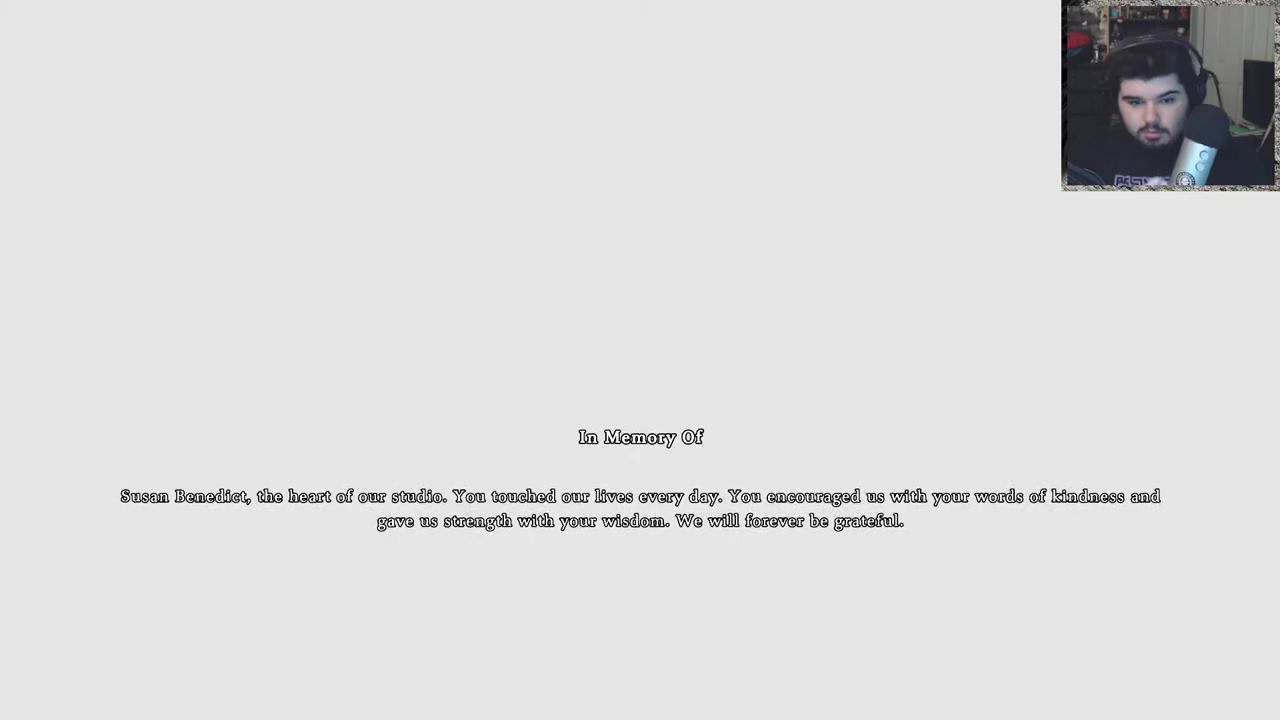 In Memory Of
Susan Benedict, the heart of our studio. You touched our lives every day. You encouraged us with your words of kindness and
gave us strength with your wisdom. We will forever be grateful.